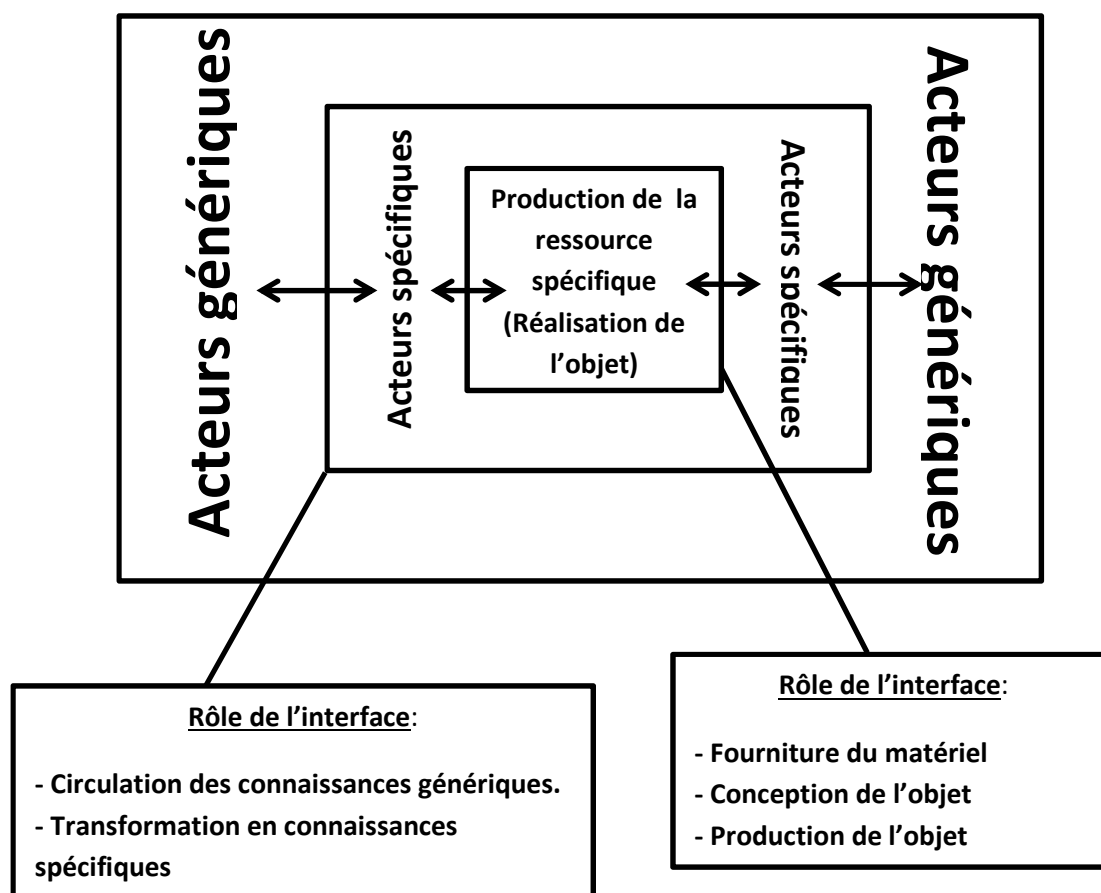 Acteurs génériques
Acteurs spécifiques
Production de la
ressource
spécifique
(Réalisation de
l’objet)
Acteurs spécifiques
Acteurs génériques
Rôle de l’interface:
- Circulation des connaissances génériques.
- Transformation en connaissances
spécifiques
Rôle de l’interface:
- Fourniture du matériel
- Conception de l’objet
- Production de l’objet